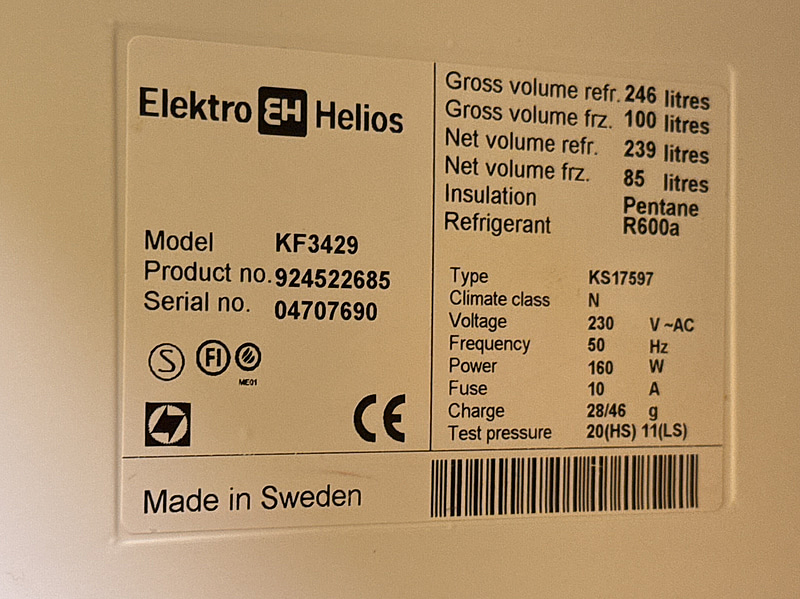 Elektro EH Helios
Model KF3429
Product no. 924522685
Serial no. 04707690
S FI
ME01
CE
Gross volume refr. 246 litres
Gross volume frz. 100 litres
Net volume refr. 239 litres
Net volume frz. 85 litres
Insulation Pentane
Refrigerant R600a
Type KS17597
Climate class N
Voltage 230 V ~AC
Frequency 50 Hz
Power 160 W
Fuse 10 A
Charge 28/46 g
Test pressure 20(HS) 11(LS)
Made in Sweden